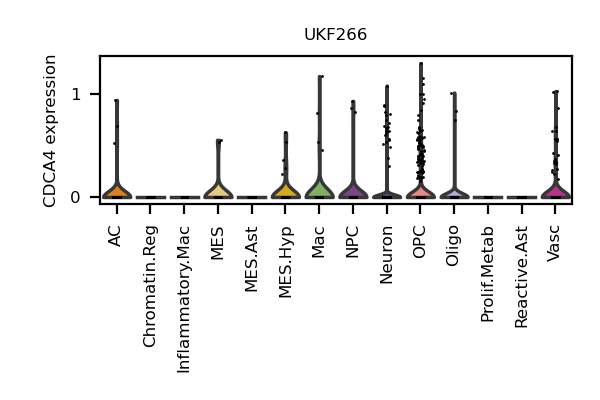 UKF266
CDCA4 expression
1
0
AC
Chromatin.Reg
Inflammatory.Mac
MES
MES.Ast
MES.Hyp
Mac
NPC
Neuron
OPC
Oligo
Prolif.Metab
Reactive.Ast
Vasc